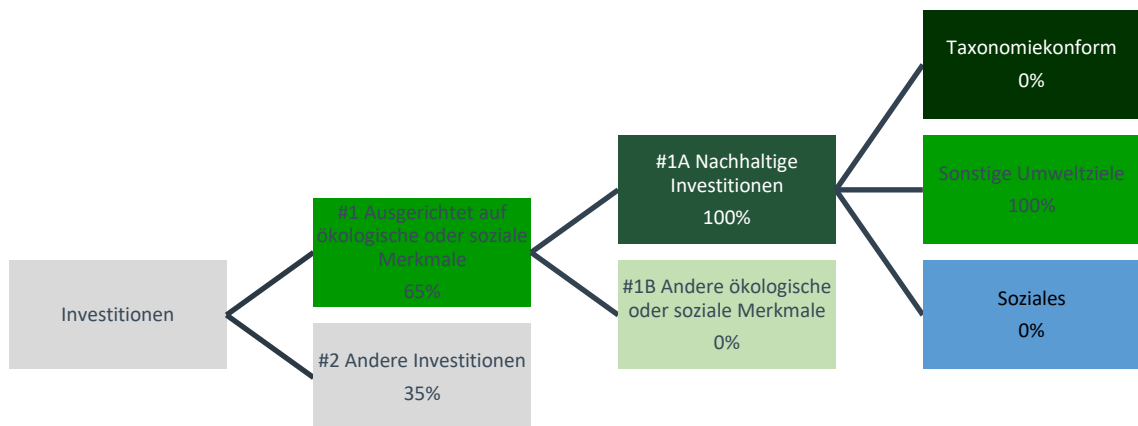 Investitionen
#1 Ausgerichtet auf
ökologische oder soziale
Merkmale
65%
#2 Andere Investitionen
35%
#1A Nachhaltige
Investitionen
100%
#1B Andere ökologische
oder soziale Merkmale
0%
Taxonomiekonform
0%
Sonstige Umweltziele
100%
Soziales
0%